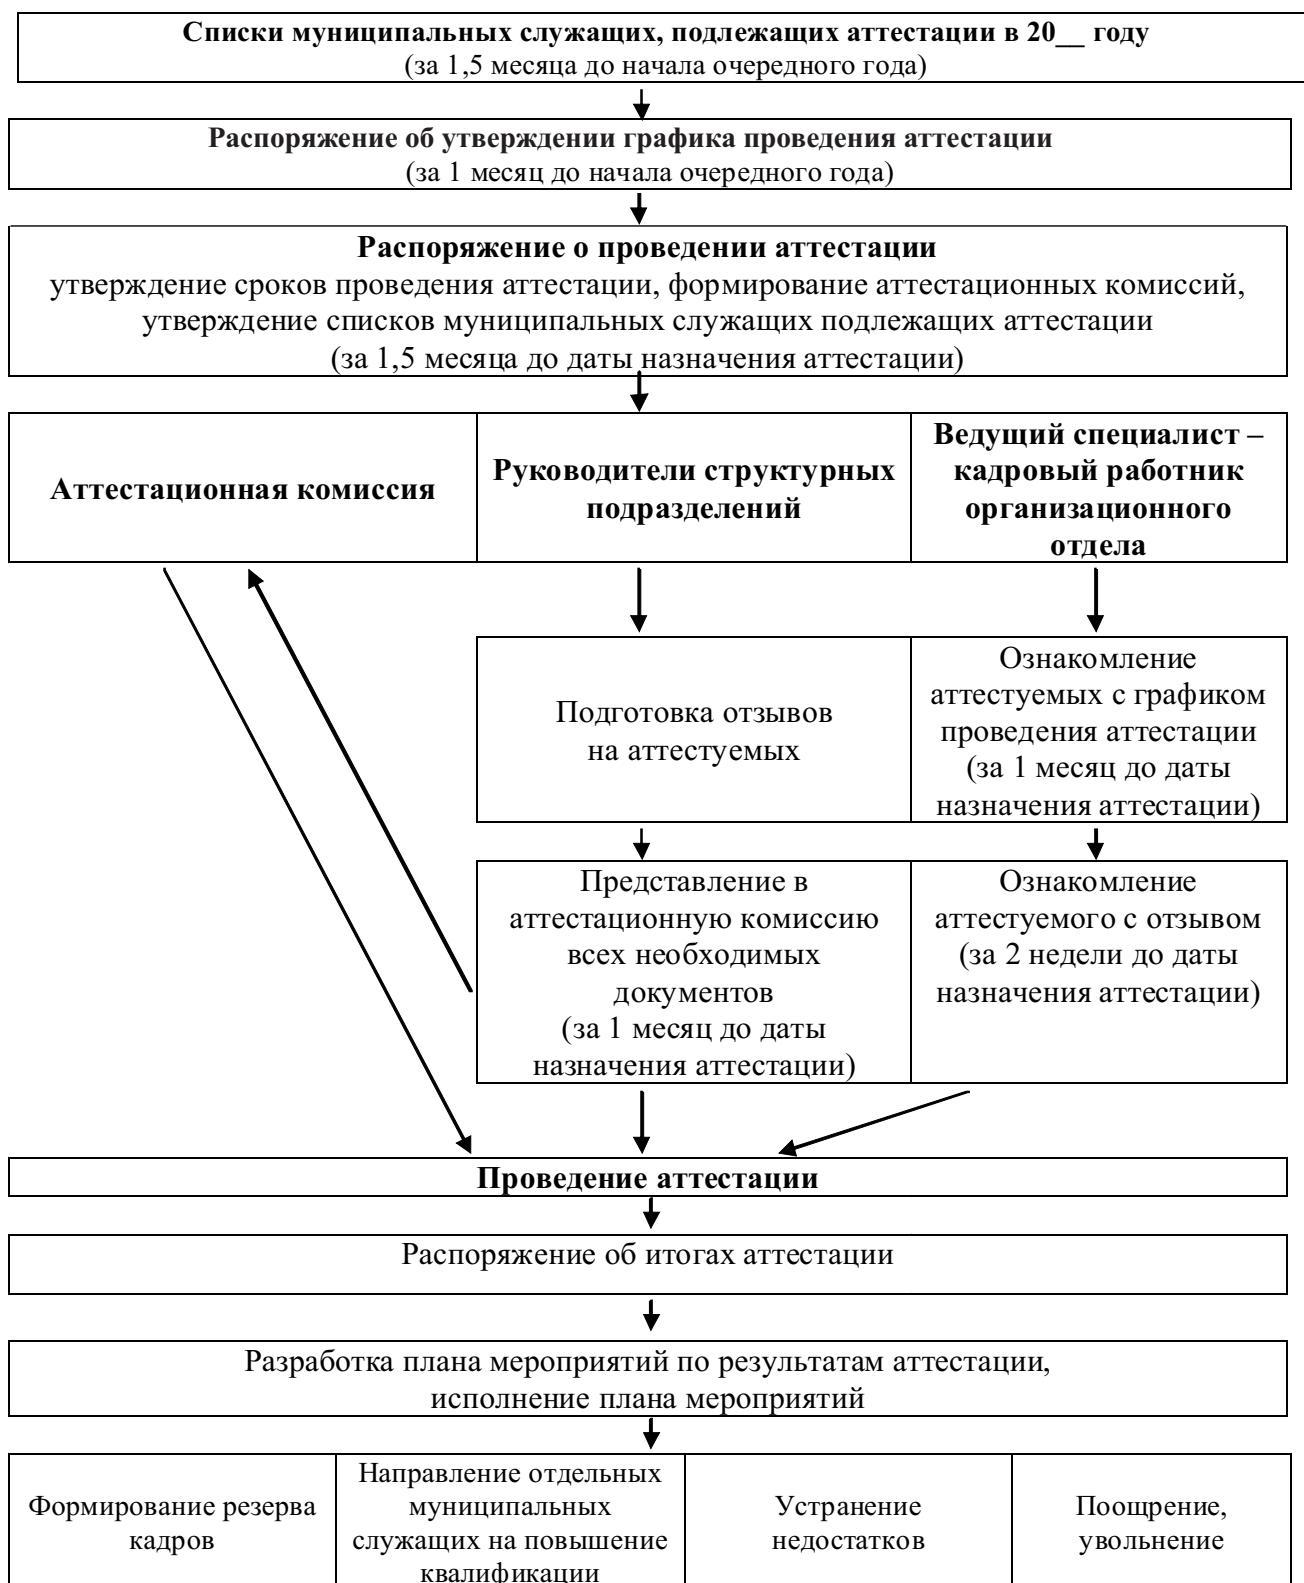 Списки муниципальных служащих, подлежащих аттестации в 20__ году
(за 1,5 месяца до начала очередного года)
Распоряжение об утверждении графика проведения аттестации
(за 1 месяц до начала очередного года)
Распоряжение о проведении аттестации
утверждение сроков проведения аттестации, формирование аттестационных комиссий,
утверждение списков муниципальных служащих подлежащих аттестации
(за 1,5 месяца до даты назначения аттестации)
Аттестационная комиссия
Руководители структурных
подразделений
Ведущий специалист –
кадровый работник
организационного
отдела
Подготовка отзывов
на аттестуемых
Ознакомление
аттестуемых с графиком
проведения аттестации
(за 1 месяц до даты
назначения аттестации)
Представление в
аттестационную комиссию
всех необходимых
документов
(за 1 месяц до даты
назначения аттестации)
Ознакомление
аттестуемого с отзывом
(за 2 недели до даты
назначения аттестации)
Проведение аттестации
Распоряжение об итогах аттестации
Разработка плана мероприятий по результатам аттестации,
исполнение плана мероприятий
Формирование резерва
кадров
Направление отдельных
муниципальных
служащих на повышение
квалификации
Устранение
недостатков
Поощрение,
увольнение